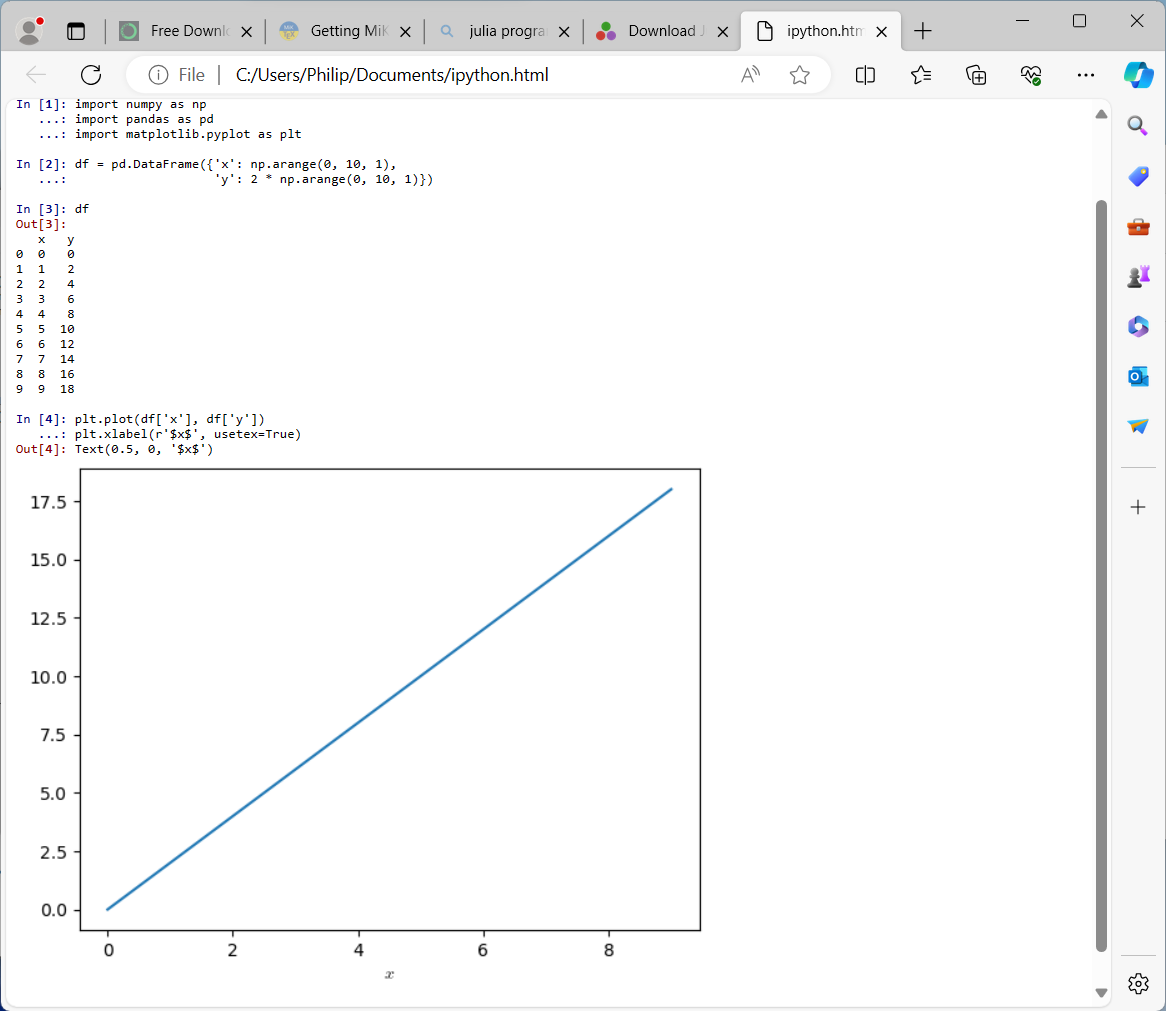 Free Downl
Getting MiK
julia progra
Download J
ipython.htm
File
C:/Users/Philip/Documents/ipython.html
In [1]: import numpy as np
...: import pandas as pd
...: import matplotlib.pyplot as plt
In [2]: df = pd.DataFrame({'x': np.arange(0, 10, 1),
...: 'y': 2 * np.arange(0, 10, 1)})
In [3]: df
Out[3]:
x y
0 0 0
1 1 2
2 2 4
3 3 6
4 4 8
5 5 10
6 6 12
7 7 14
8 8 16
9 9 18
In [4]: plt.plot(df['x'], df['y'])
...: plt.xlabel(r'$x$', usetex=True)
Out[4]: Text(0.5, 0, '$x$')
17.5
15.0
12.5
10.0
7.5
5.0
2.5
0.0
0 2 4 6 8
x